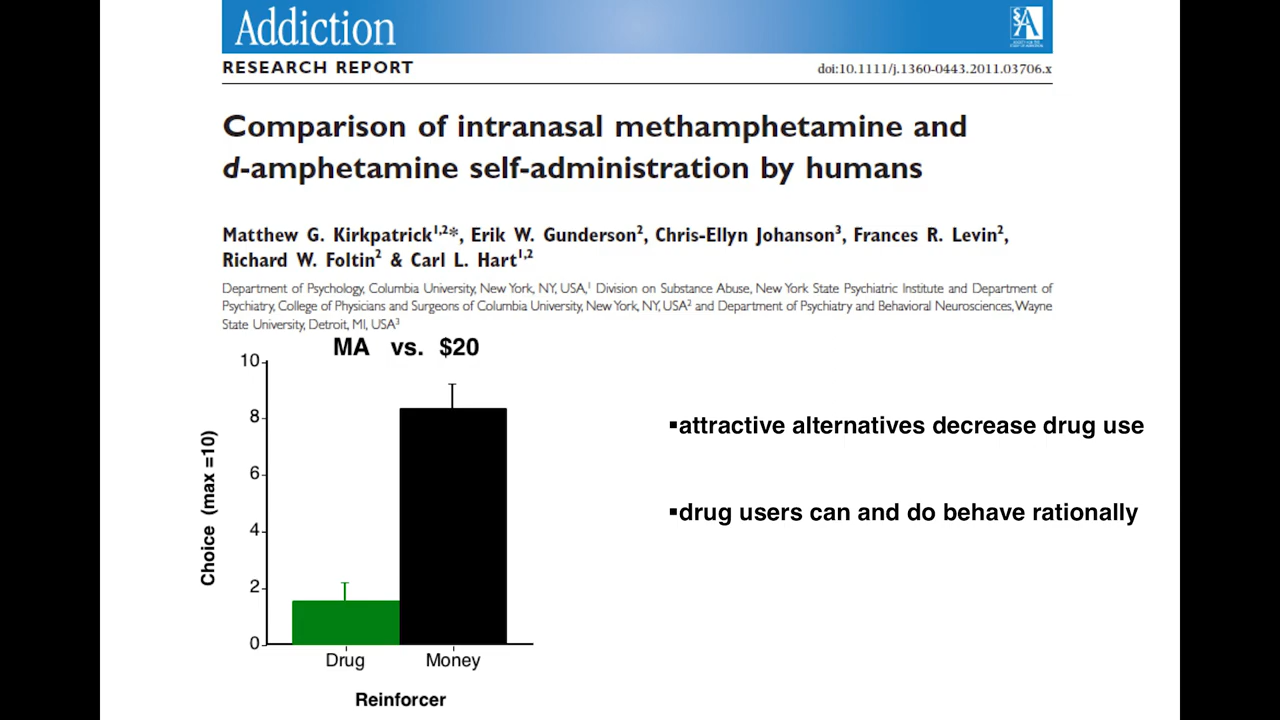 Addiction
RESEARCH REPORT
doi:10.1111/j.1360-0443.2011.03706.x
Comparison of intranasal methamphetamine and
d-amphetamine self-administration by humans
Matthew G. Kirkpatrick1,2*, Erik W. Gunderson2, Chris-Ellyn Johanson3, Frances R. Levin2,
Richard W. Foltin2 & Carl L. Hart1,2
Department of Psychology, Columbia University, New York, NY, USA,1 Division on Substance Abuse, New York State Psychiatric Institute and Department of
Psychiatry, College of Physicians and Surgeons of Columbia University, New York, NY, USA2 and Department of Psychiatry and Behavioral Neurosciences, Wayne
State University, Detroit, MI, USA3
MA vs. $20
10
8
6
4
2
0
Choice (max =10)
Drug Money
Reinforcer
▪attractive alternatives decrease drug use
▪drug users can and do behave rationally